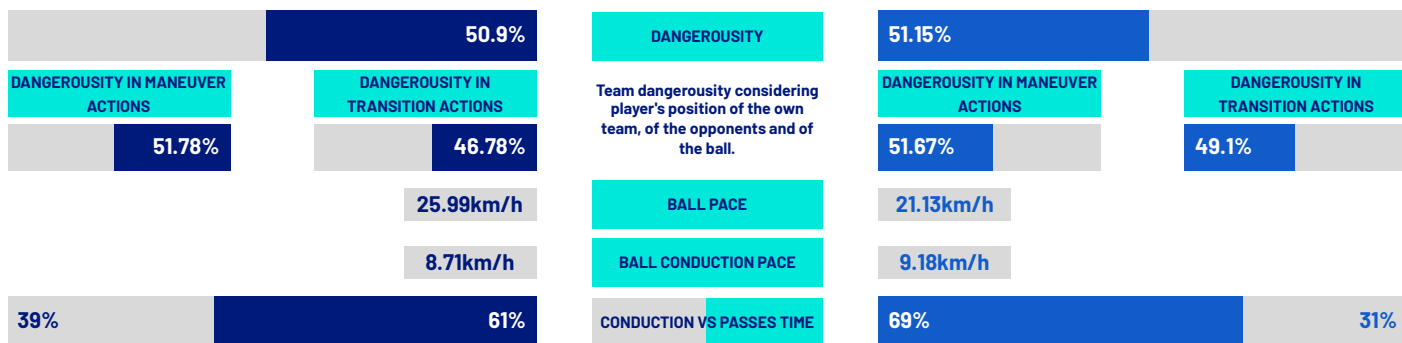 50.9%
DANGEROUSITY
51.15%
DANGEROUSITY IN MANEUVER
ACTIONS
DANGEROUSITY IN
TRANSITION ACTIONS
Team dangerousity considering
player's position of the own
team, of the opponents and of
the ball.
DANGEROUSITY IN MANEUVER
ACTIONS
DANGEROUSITY IN
TRANSITION ACTIONS
51.78%
46.78%
51.67%
49.1%
25.99km/h
BALL PACE
21.13km/h
8.71km/h
BALL CONDUCTION PACE
9.18km/h
39%
61%
CONDUCTION VS PASSES TIME
69%
31%